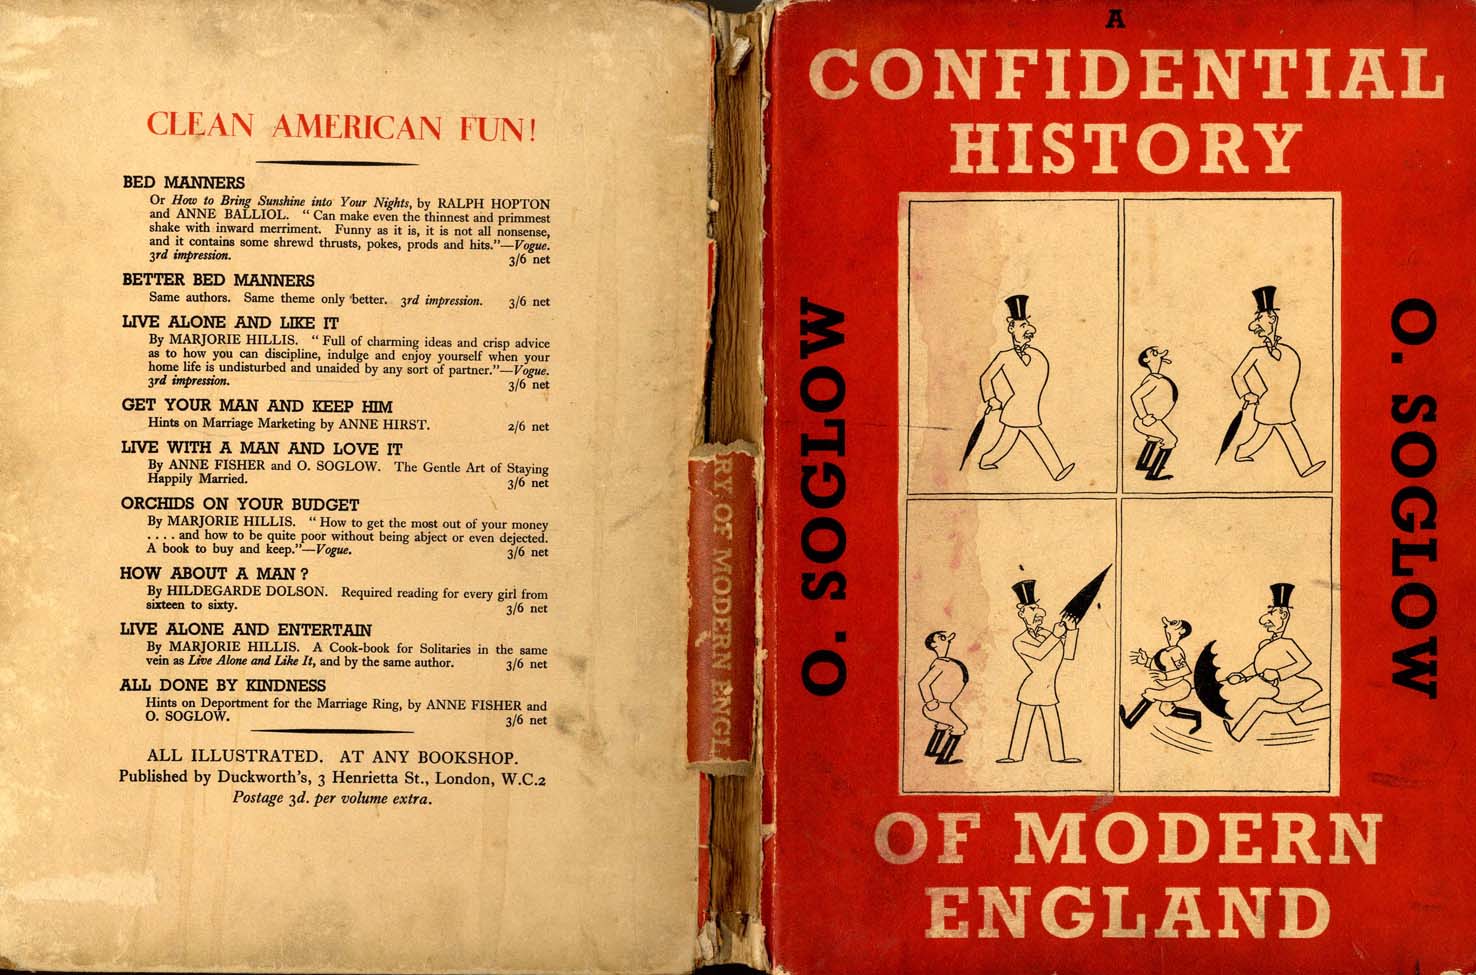 CLEAN AMERICAN FUN!
BED MANNERS
Or How to Bring Sunshine into Your Nights, by RALPH HOPTON
and ANNE BALLIOL. “ Can make even the thinnest and primmest
shake with inward merriment. Funny as it is, it is not all nonsense,
and it contains some shrewd thrusts, pokes, prods and hits.”—Vogue.
3rd impression. 3/6 net
BETTER BED MANNERS
Same authors. Same theme only better. 3rd impression. 3/6 net
LIVE ALONE AND LIKE IT
By MARJORIE HILLIS. “ Full of charming ideas and crisp advice
as to how you can discipline, indulge and enjoy yourself when your
home life is undisturbed and unaided by any sort of partner.”—Vogue.
3rd impression. 3/6 net
GET YOUR MAN AND KEEP HIM
Hints on Marriage Marketing by ANNE HIRST. 2/6 net
LIVE WITH A MAN AND LOVE IT
By ANNE FISHER and O. SOGLOW. The Gentle Art of Staying
Happily Married. 3/6 net
ORCHIDS ON YOUR BUDGET
By MARJORIE HILLIS. “ How to get the most out of your money
. . . . and how to be quite poor without being abject or even dejected.
A book to buy and keep.”—Vogue. 3/6 net
HOW ABOUT A MAN ?
By HILDEGARDE DOLSON. Required reading for every girl from
sixteen to sixty. 3/6 net
LIVE ALONE AND ENTERTAIN
By MARJORIE HILLIS. A Cook-book for Solitaries in the same
vein as Live Alone and Like It, and by the same author. 3/6 net
ALL DONE BY KINDNESS
Hints on Deportment for the Marriage Ring, by ANNE FISHER and
O. SOGLOW. 3/6 net
ALL ILLUSTRATED. AT ANY BOOKSHOP.
Published by Duckworth's, 3 Henrietta St., London, W.C.2
Postage 3d. per volume extra.
RY OF MODERN ENGL
A
CONFIDENTIAL
HISTORY
O. SOGLOW
O. SOGLOW
OF MODERN
ENGLAND